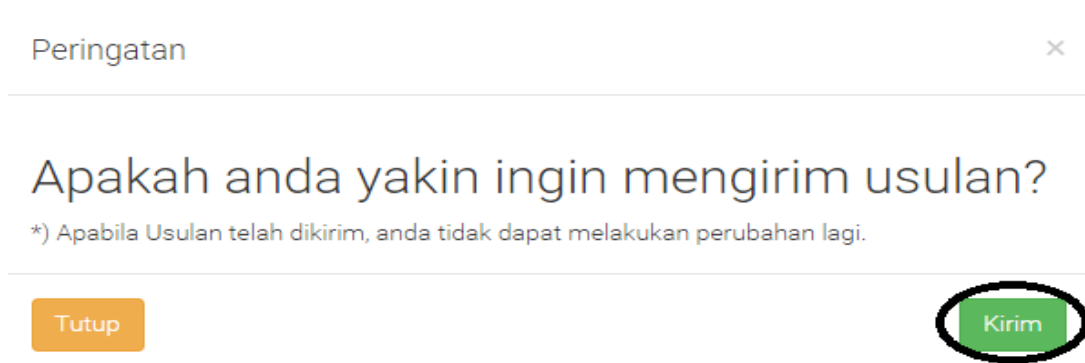 Peringatan ×
Apakah anda yakin ingin mengirim usulan?
*) Apabila Usulan telah dikirim, anda tidak dapat melakukan perubahan lagi.
Tutup Kirim